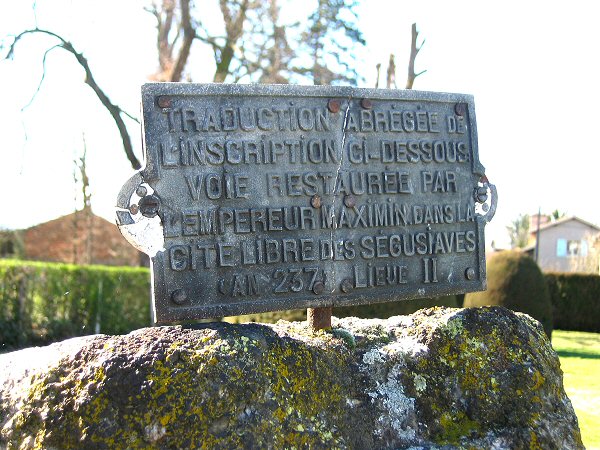 TRADUCTION ABRÉGÉE DE
L'INSCRIPTION CI-DESSOUS
VOIE RESTAURÉE PAR
L'EMPEREUR MAXIMIN DANS LA
CITÉ LIBRE DES SÉGUSIAVES
(AN 237) LIEUE II